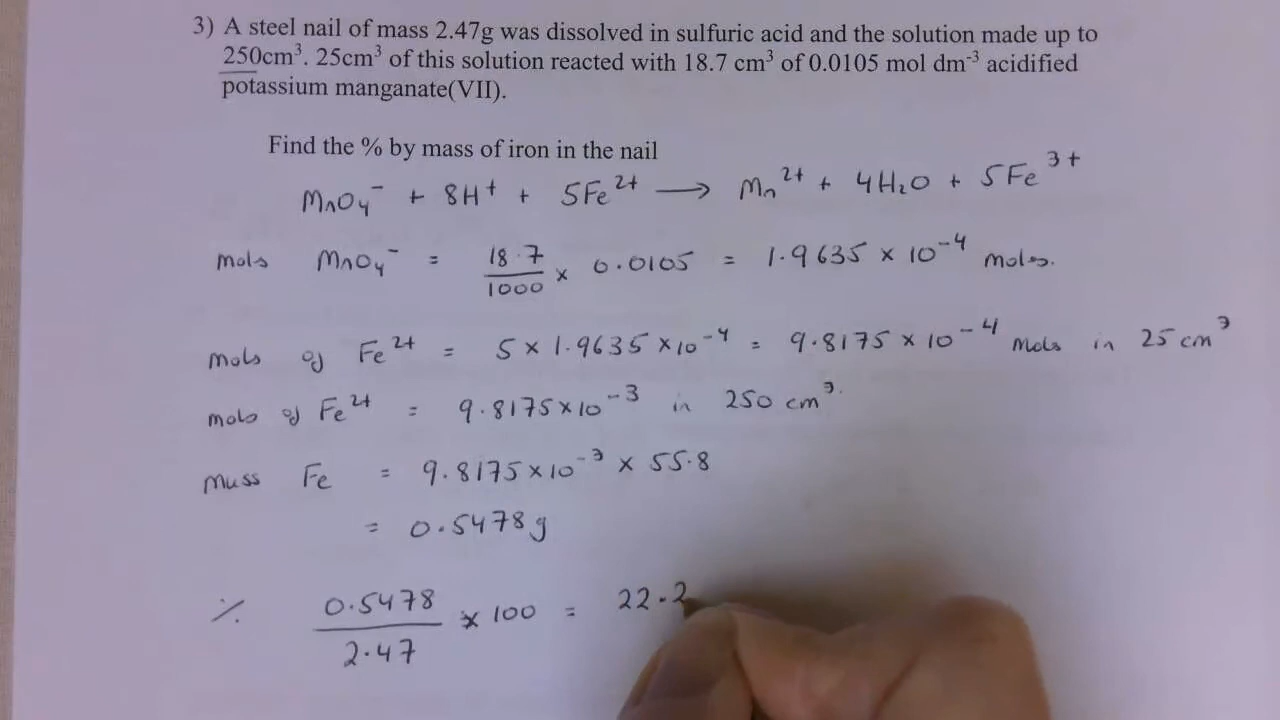 3) A steel nail of mass 2.47g was dissolved in sulfuric acid and the solution made up to
250cm³. 25cm³ of this solution reacted with 18.7 cm³ of 0.0105 mol dm⁻³ acidified
potassium manganate(VII).
Find the % by mass of iron in the nail
MnO₄⁻ + 8H⁺ + 5Fe²⁺ → Mn²⁺ + 4H₂O + 5Fe³⁺
mols MnO₄⁻ = 18.7/1000 × 0.0105 = 1.9635 × 10⁻⁴ moles.
mols of Fe²⁺ = 5 × 1.9635 × 10⁻⁴ = 9.8175 × 10⁻⁴ mols in 25 cm³
mols of Fe²⁺ = 9.8175 × 10⁻³ in 250 cm³.
mass Fe = 9.8175 × 10⁻³ × 55.8
= 0.5478g
% 0.5478/2.47 × 100 = 22.2